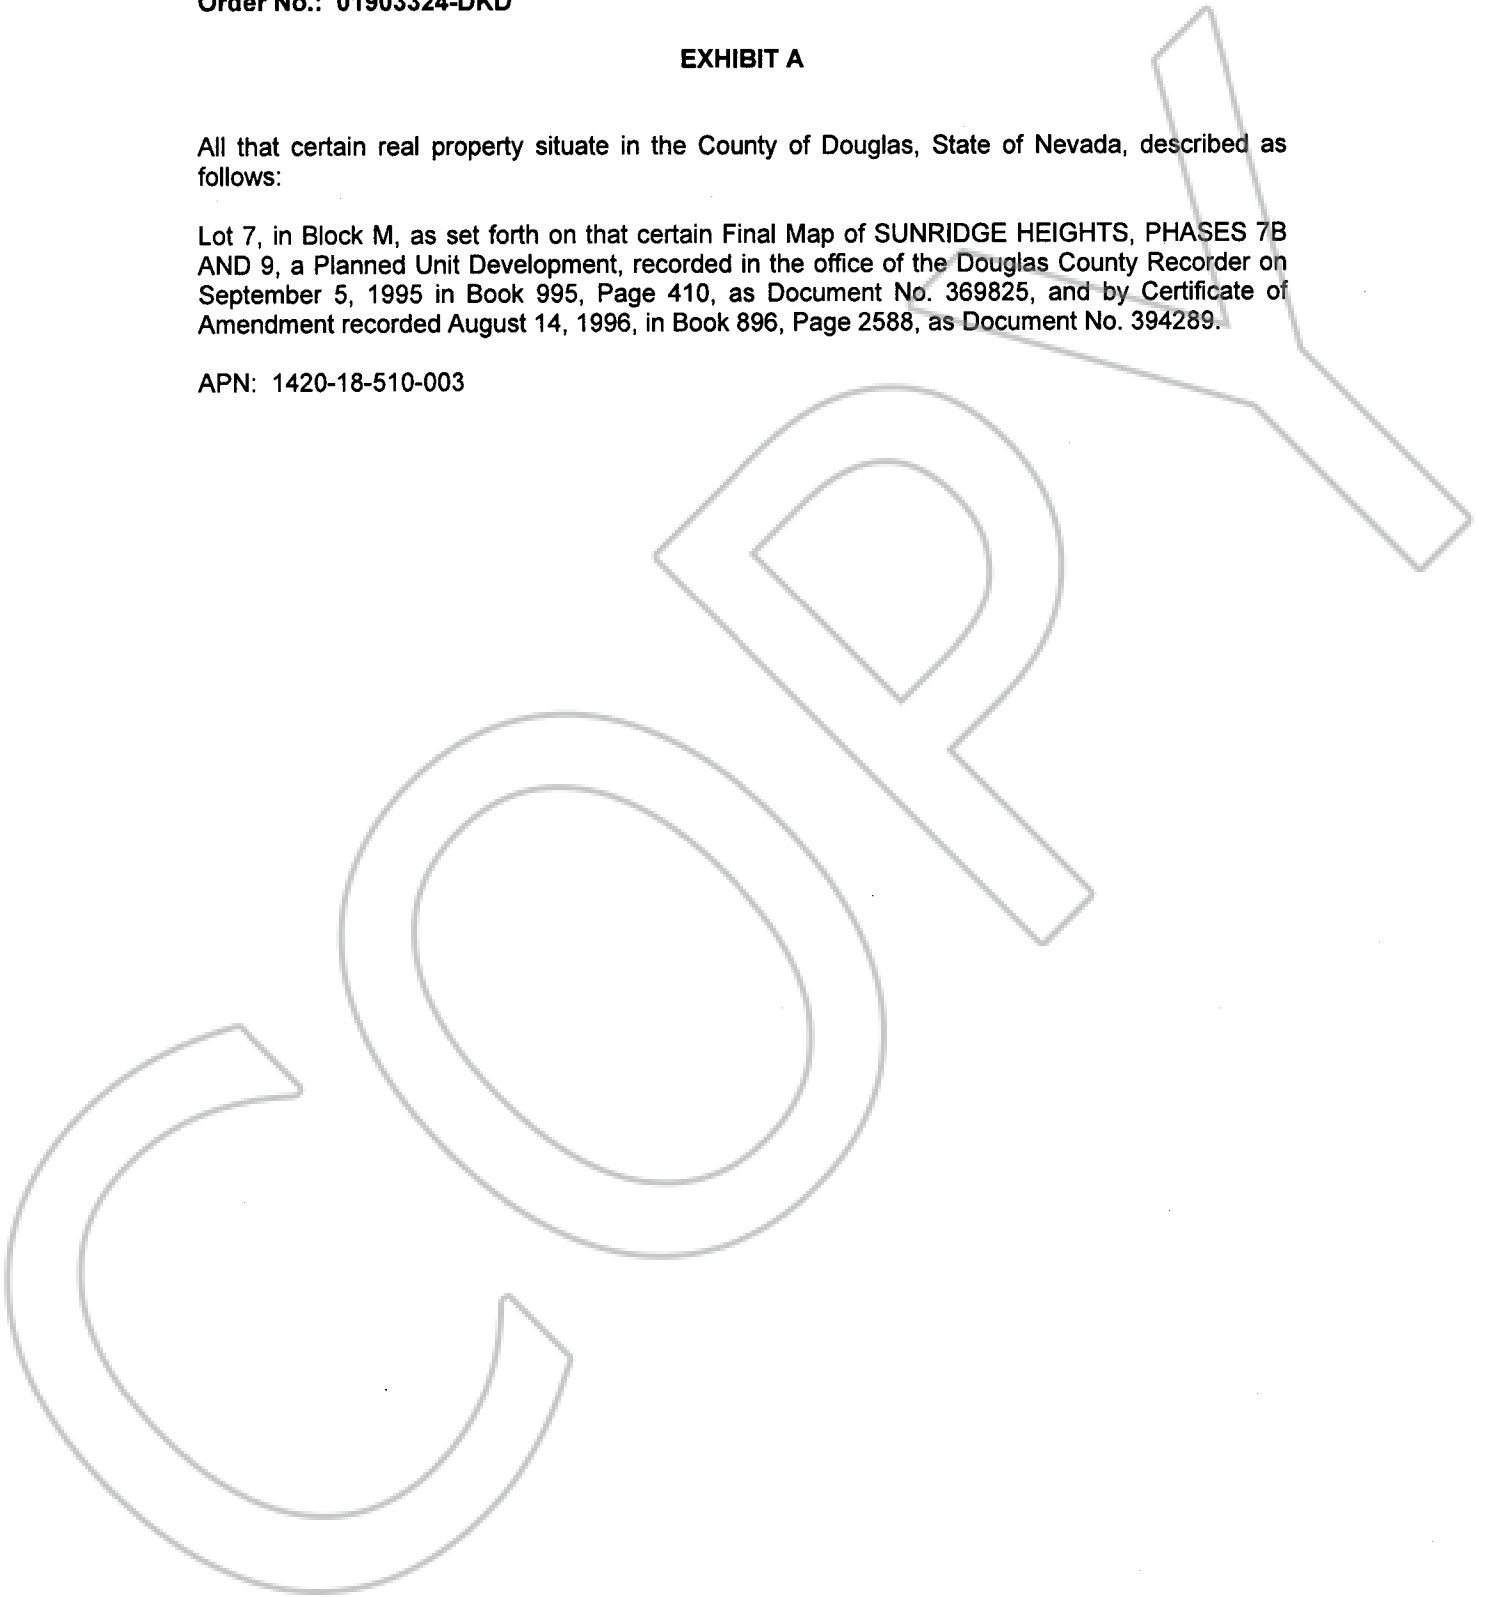 Order No.: 01903324-DKD
EXHIBIT A
All that certain real property situate in the County of Douglas, State of Nevada, described as
follows:
Lot 7, in Block M, as set forth on that certain Final Map of SUNRIDGE HEIGHTS, PHASES 7B
AND 9, a Planned Unit Development, recorded in the office of the Douglas County Recorder on
September 5, 1995 in Book 995, Page 410, as Document No. 369825, and by Certificate of
Amendment recorded August 14, 1996, in Book 896, Page 2588, as Document No. 394289.
APN: 1420-18-510-003
COPY